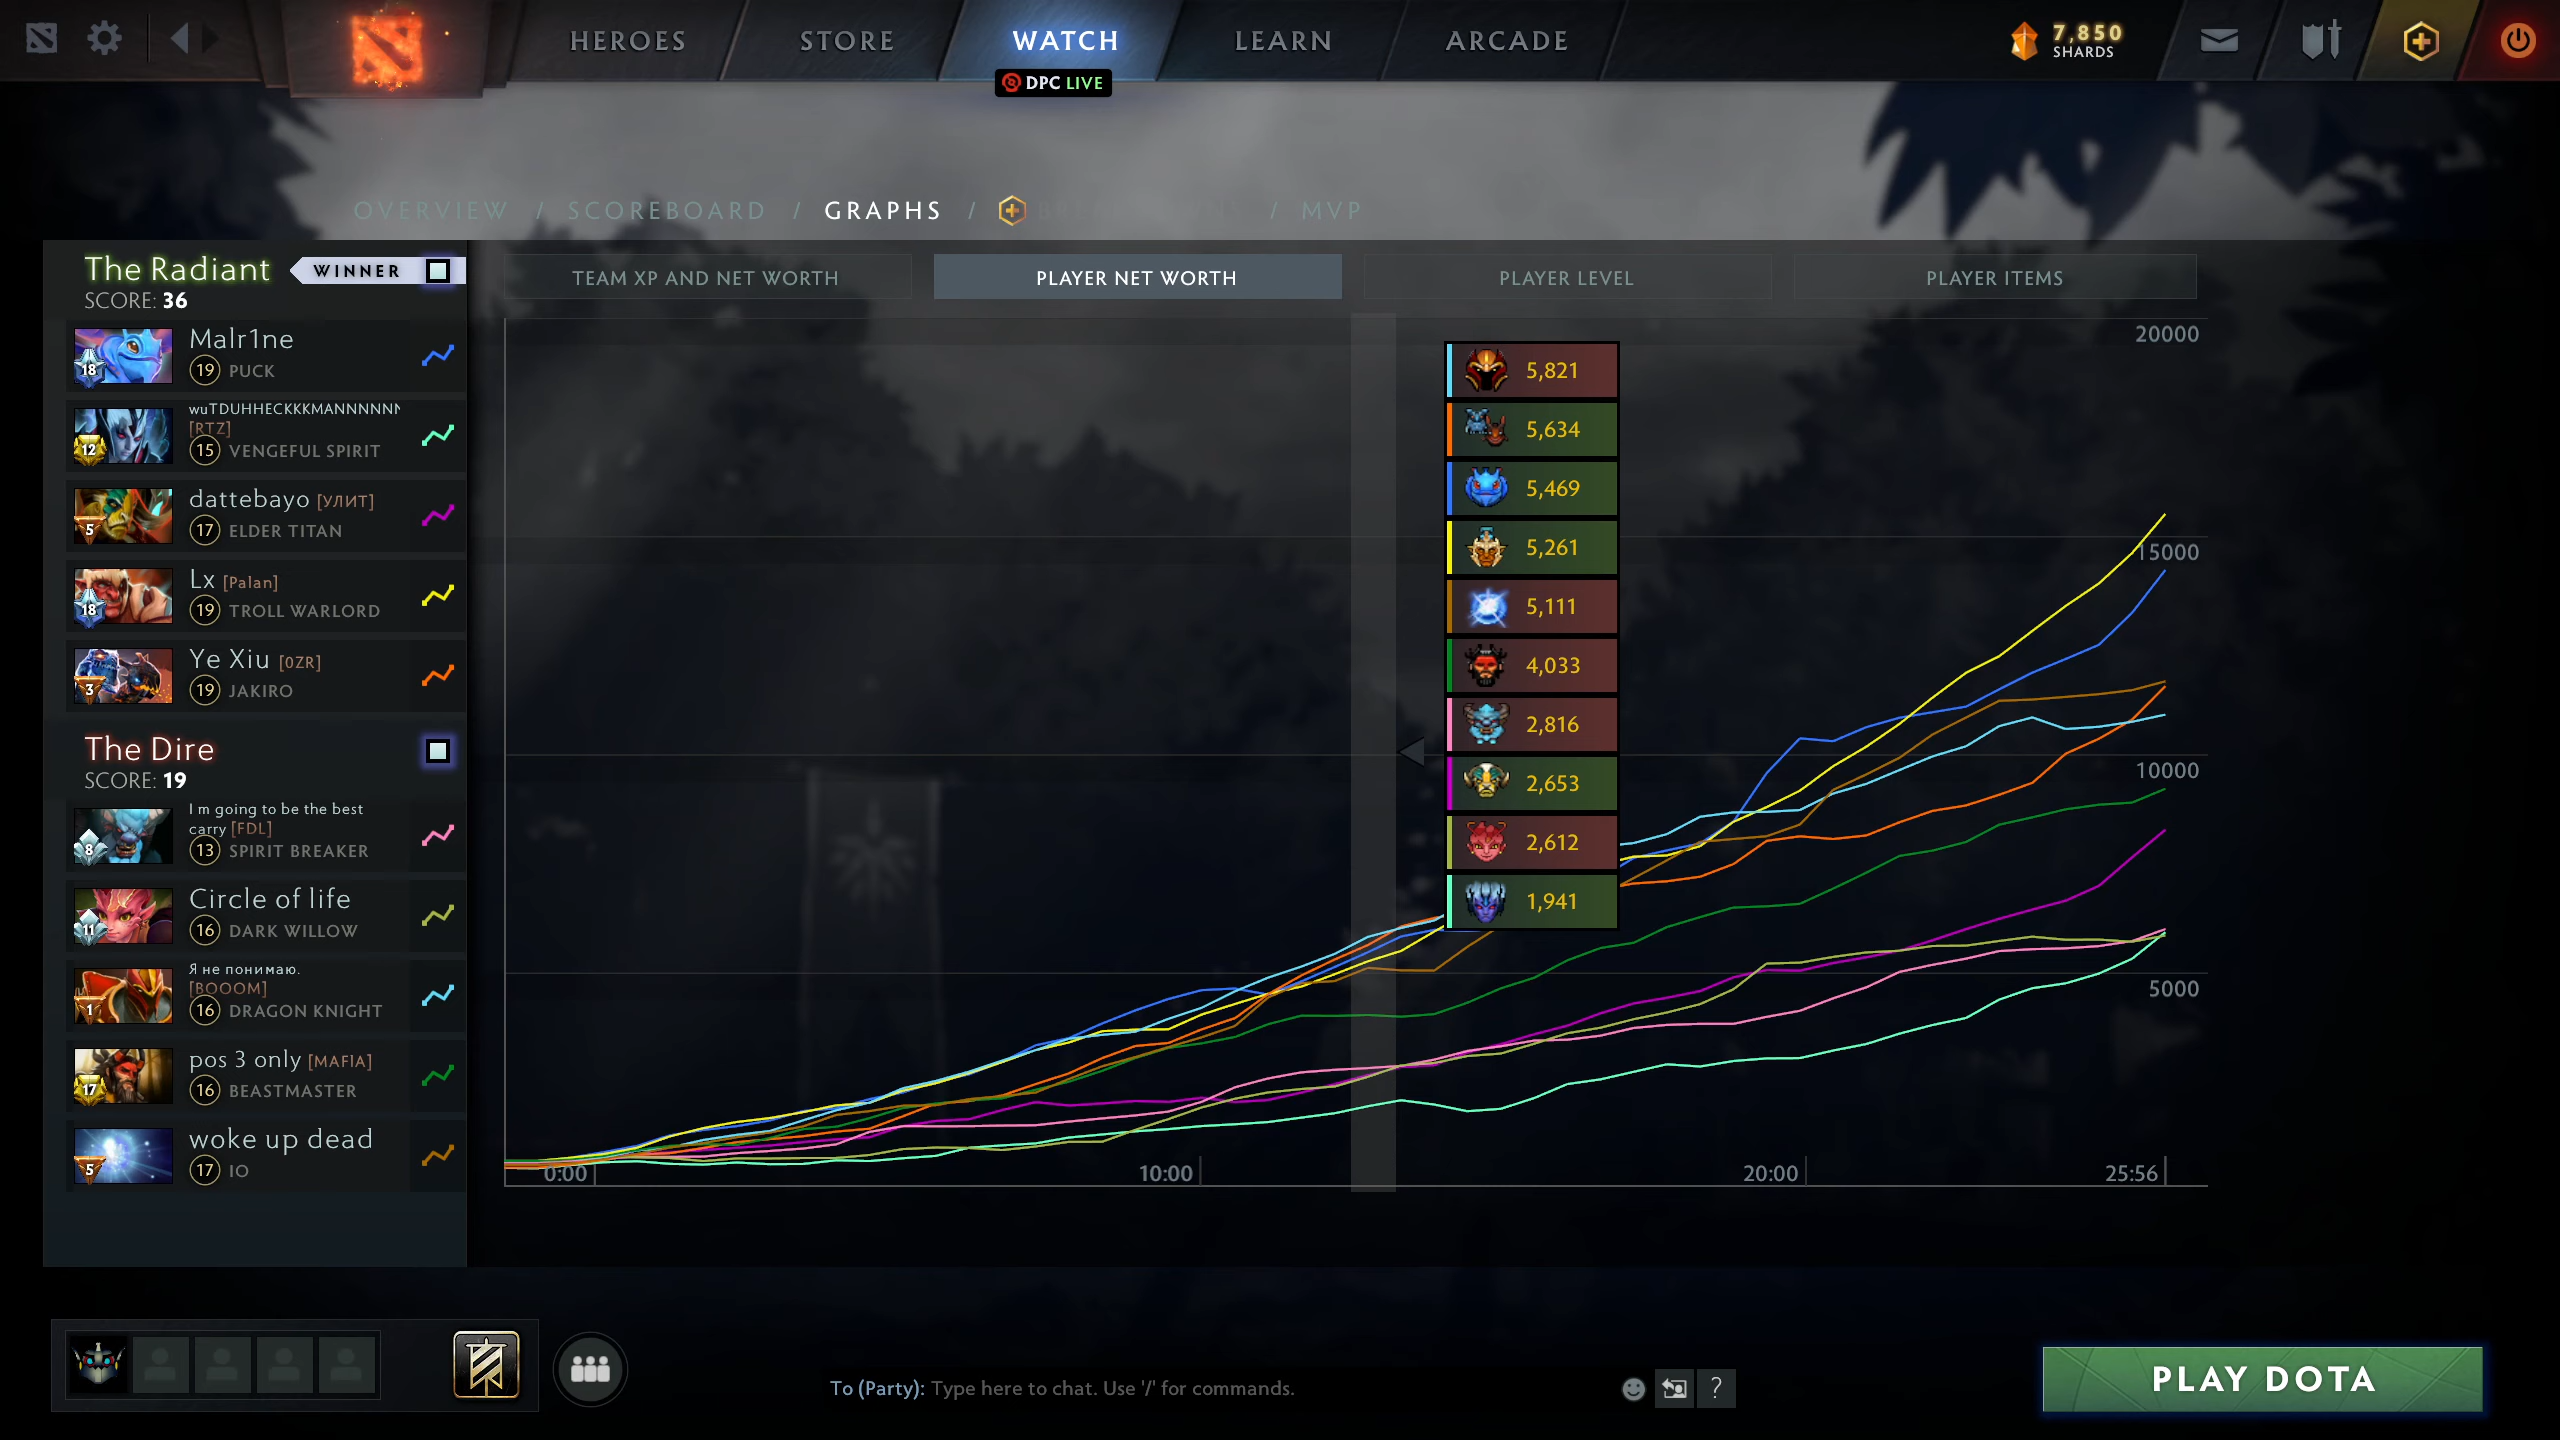 HEROES
STORE
WATCH
LEARN
ARCADE
7,850
SHARDS
DPC LIVE
OVERVIEW / SCOREBOARD / GRAPHS / / MVP
The Radiant
WINNER
SCORE: 36
TEAM XP AND NET WORTH
PLAYER NET WORTH
PLAYER LEVEL
PLAYER ITEMS
Malr1ne
18
19 PUCK
wuTDUHHECKKKMANNNNNN
[RTZ]
12
15 VENGEFUL SPIRIT
dattebayo [УЛИТ]
5
17 ELDER TITAN
Lx [Palan]
18
19 TROLL WARLORD
Ye Xiu [0ZR]
3
19 JAKIRO
The Dire
SCORE: 19
I m going to be the best
carry [FDL]
8
13 SPIRIT BREAKER
Circle of life
11
16 DARK WILLOW
Я не понимаю.
[BOOOM]
1
16 DRAGON KNIGHT
pos 3 only [MAFIA]
17
16 BEASTMASTER
woke up dead
5
17 IO
5,821
5,634
5,469
5,261
5,111
4,033
2,816
2,653
2,612
1,941
20000
15000
10000
5000
0:00
10:00
20:00
25:56
To (Party): Type here to chat. Use '/' for commands.
?
PLAY DOTA